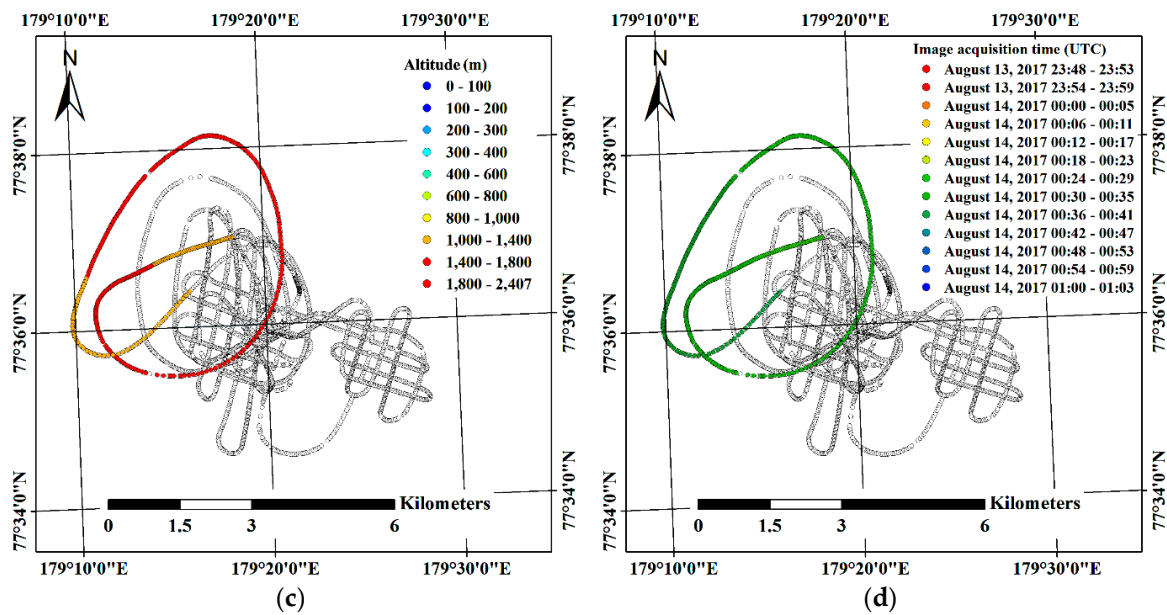 179°10'0"E 179°20'0"E 179°30'0"E
N
Altitude (m)
0 - 100
100 - 200
200 - 300
300 - 400
400 - 600
600 - 800
800 - 1,000
1,000 - 1,400
1,400 - 1,800
1,800 - 2,407
77°38'0"N 77°38'0"N
77°36'0"N 77°36'0"N
77°34'0"N 77°34'0"N
Kilometers
0 1.5 3 6
179°10'0"E 179°20'0"E 179°30'0"E
(c)
179°10'0"E 179°20'0"E 179°30'0"E
N
Image acquisition time (UTC)
August 13, 2017 23:48 - 23:53
August 13, 2017 23:54 - 23:59
August 14, 2017 00:00 - 00:05
August 14, 2017 00:06 - 00:11
August 14, 2017 00:12 - 00:17
August 14, 2017 00:18 - 00:23
August 14, 2017 00:24 - 00:29
August 14, 2017 00:30 - 00:35
August 14, 2017 00:36 - 00:41
August 14, 2017 00:42 - 00:47
August 14, 2017 00:48 - 00:53
August 14, 2017 00:54 - 00:59
August 14, 2017 01:00 - 01:03
77°38'0"N 77°38'0"N
77°36'0"N 77°36'0"N
77°34'0"N 77°34'0"N
Kilometers
0 1.5 3 6
179°10'0"E 179°20'0"E 179°30'0"E
(d)